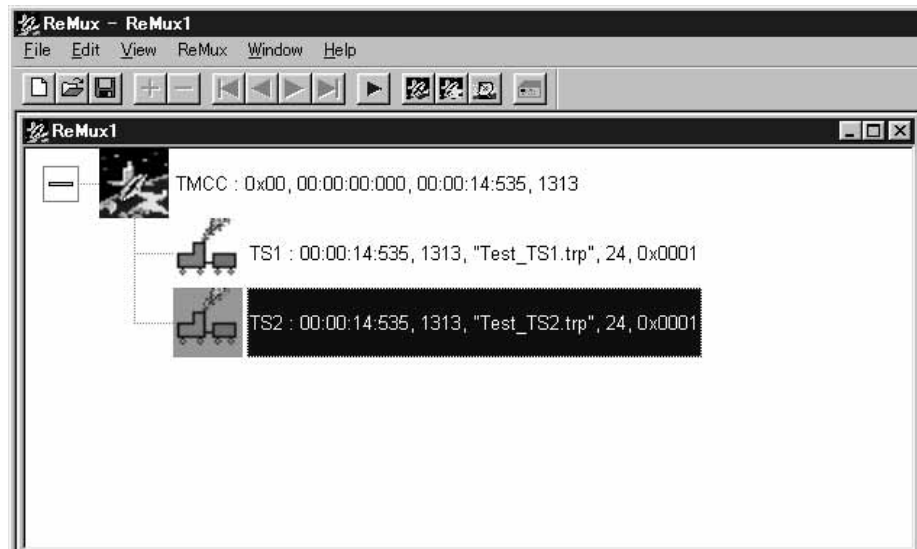 ReMux - ReMux1
File Edit View ReMux Window Help
ReMux1
TMCC : 0x00, 00:00:00:000, 00:00:14:535, 1313
TS1 : 00:00:14:535, 1313, "Test_TS1.trp", 24, 0x0001
TS2 : 00:00:14:535, 1313, "Test_TS2.trp", 24, 0x0001